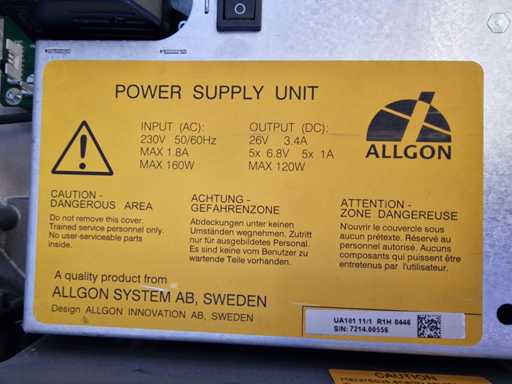 POWER SUPPLY UNIT
INPUT (AC):
230V 50/60Hz
MAX 1.8A
MAX 160W
OUTPUT (DC):
26V 3.4A
5x 6.8V 5x 1A
MAX 120W
ALLGON
CAUTION -
DANGEROUS AREA
Do not remove this cover.
Trained service personnel only.
No user-serviceable parts
inside.
ACHTUNG -
GEFAHRENZONE
Abdeckungen unter keinen
Umständen wegnehmen. Zutritt
nur für ausgebildetes Personal.
Es sind keine vom Benutzer zu
wartende Teile vorhanden.
ATTENTION -
ZONE DANGEREUSE
N'ouvrir le couvercle sous
aucun prétexte. Réservé au
personnel autorisé. Aucuns
composants qui puissent être
entretenus par l'utilisateur.
A quality product from
ALLGON SYSTEM AB, SWEDEN
Design ALLGON INNOVATION AB, SWEDEN
UA101 11/1 R1H 0446
S/N: 7214.00556
CAUTION